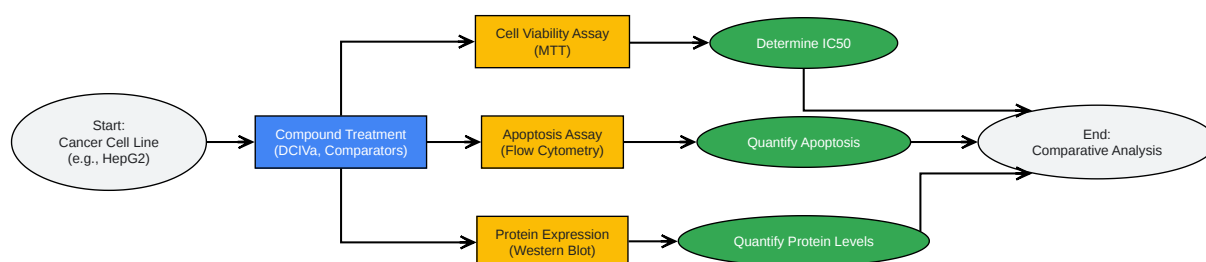 Start:
Cancer Cell Line
(e.g., HepG2)
Compound Treatment
(DCIVa, Comparators)
Cell Viability Assay
(MTT)
Determine IC50
Apoptosis Assay
(Flow Cytometry)
Quantify Apoptosis
Protein Expression
(Western Blot)
Quantify Protein Levels
End:
Comparative Analysis